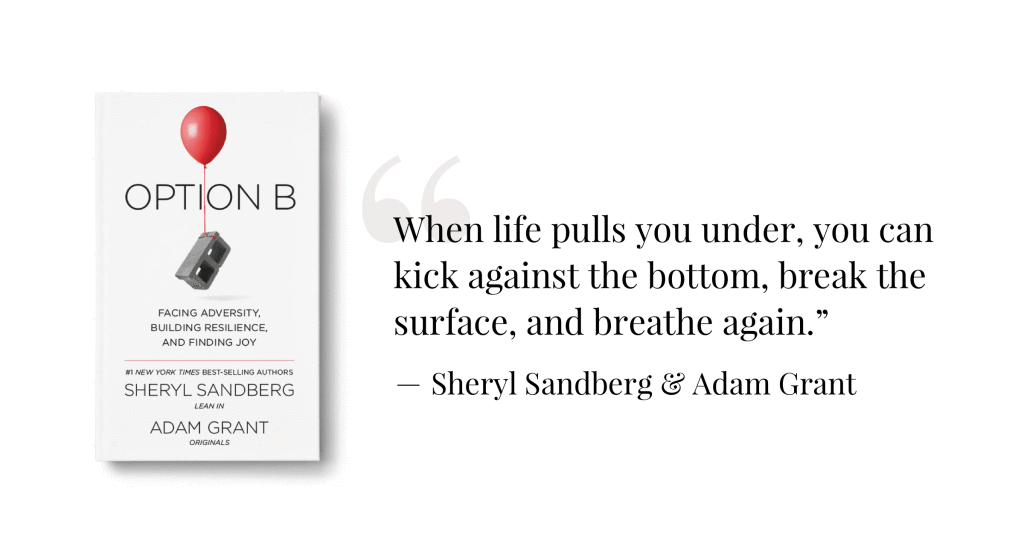 OPTION B
FACING ADVERSITY,
BUILDING RESILIENCE,
AND FINDING JOY
#1 NEW YORK TIMES BEST-SELLING AUTHORS
SHERYL SANDBERG
LEAN IN
ADAM GRANT
ORIGINALS
“When life pulls you under, you can
kick against the bottom, break the
surface, and breathe again.”
— Sheryl Sandberg & Adam Grant